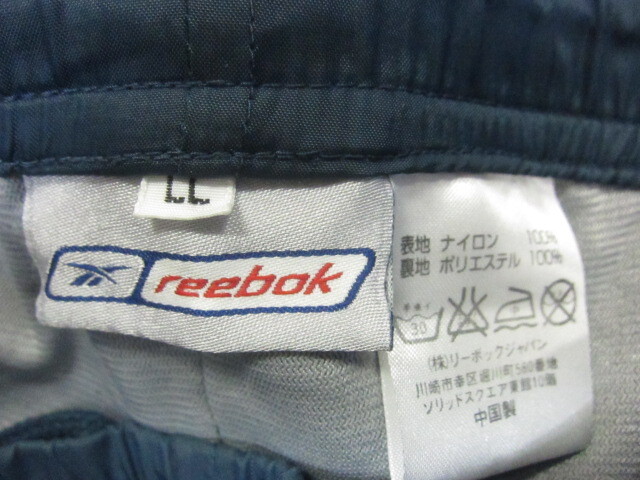 LL
reebok
表地 ナイロン 100%
裏地 ポリエステル 100%
30
(株)リーボックジャパン
川崎市幸区堀川町580番地
ソリッドスクエア東館10階
中国製